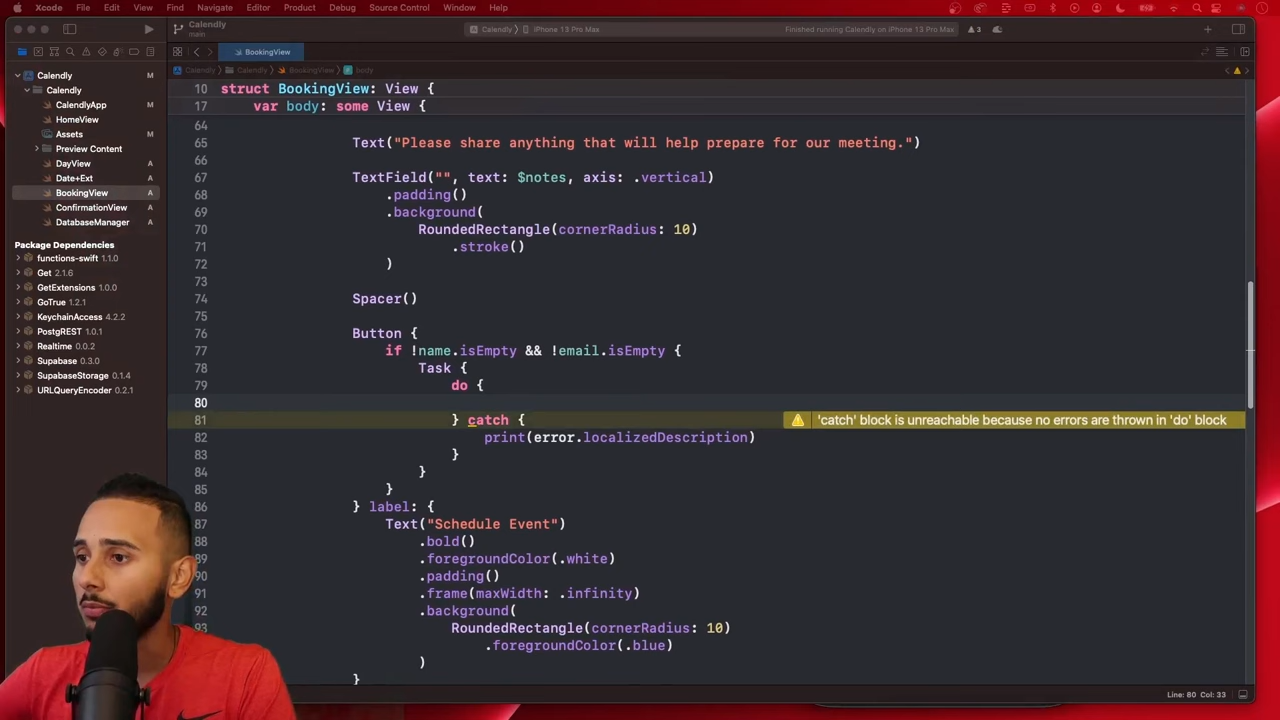 Xcode File Edit View Find Navigate Editor Product Debug Source Control Window Help
Calendly
main
Calendly
iPhone 13 Pro Max
Finished running Calendly on iPhone 13 Pro Max
3
BookingView
Calendly
Calendly
BookingView
body
Calendly M
Calendly
CalendlyApp M
HomeView
Assets M
Preview Content
DayView A
Date+Ext A
BookingView A
ConfirmationView A
DatabaseManager A
Package Dependencies
functions-swift 1.1.0
Get 2.1.6
GetExtensions 1.0.0
GoTrue 1.2.1
KeychainAccess 4.2.2
PostgREST 1.0.1
Realtime 0.0.2
Supabase 0.3.0
SupabaseStorage 0.1.4
URLQueryEncoder 0.2.1
10 struct BookingView: View {
17 var body: some View {
64
65 Text("Please share anything that will help prepare for our meeting.")
66
67 TextField("", text: $notes, axis: .vertical)
68 .padding()
69 .background(
70 RoundedRectangle(cornerRadius: 10)
71 .stroke()
72 )
73
74 Spacer()
75
76 Button {
77 if !name.isEmpty && !email.isEmpty {
78 Task {
79 do {
80
81 } catch { 'catch' block is unreachable because no errors are thrown in 'do' block
82 print(error.localizedDescription)
83 }
84 }
85 }
86 } label: {
87 Text("Schedule Event")
88 .bold()
89 .foregroundColor(.white)
90 .padding()
91 .frame(maxWidth: .infinity)
92 .background(
93 RoundedRectangle(cornerRadius: 10)
.foregroundColor(.blue)
)
}
Line: 80 Col: 33